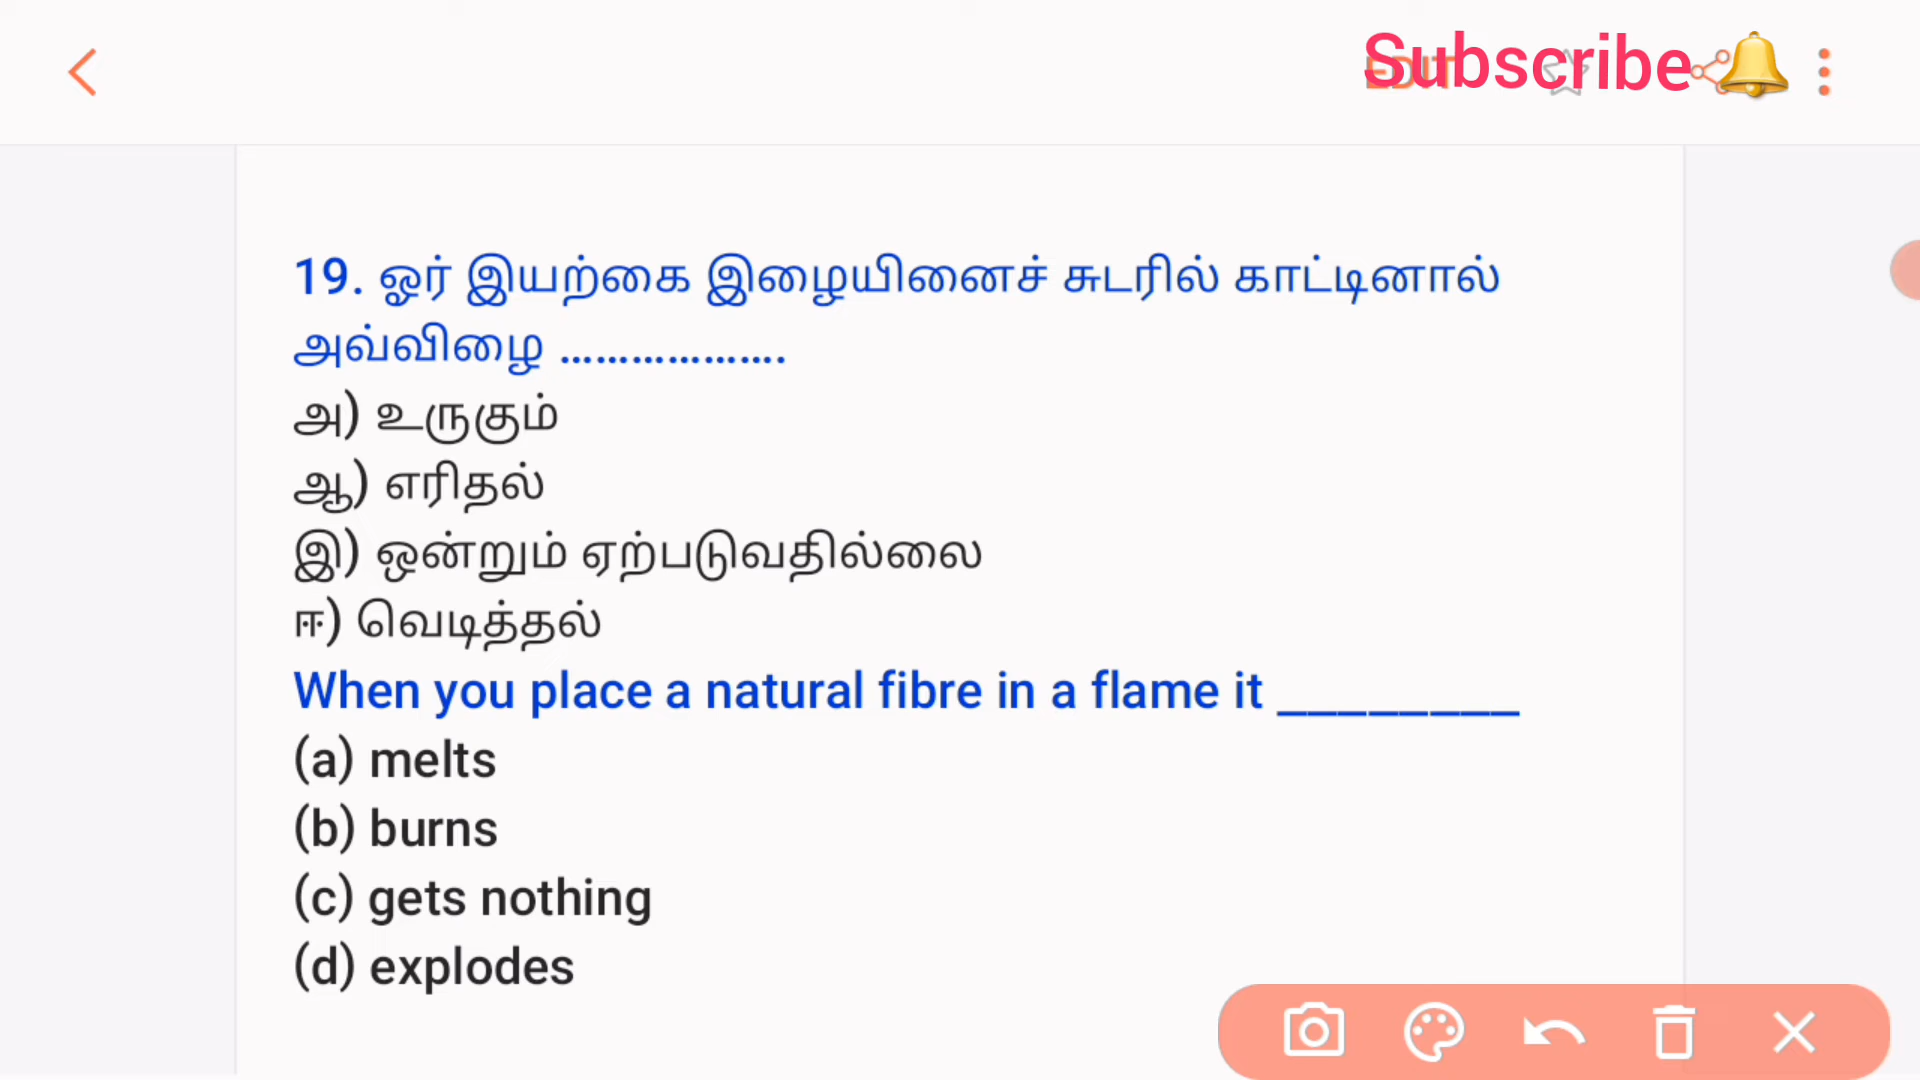 Subscribe 🔔
EDIT
19. ஓர் இயற்கை இழையினைச் சுடரில் காட்டினால்
அவ்விழை ...................
அ) உருகும்
ஆ) எரிதல்
இ) ஒன்றும் ஏற்படுவதில்லை
ஈ) வெடித்தல்
When you place a natural fibre in a flame it ________
(a) melts
(b) burns
(c) gets nothing
(d) explodes